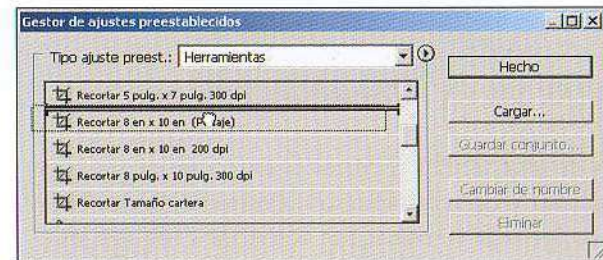 Gestor de ajustes preestablecidos
Tipo ajuste preest.: Herramientas
Recortar 5 pulg. x 7 pulg. 300 dpi
Recortar 8 en x 10 en
Recortar 8 en x 10 en 200 dpi
Recortar 8 pulg. x 10 pulg. 300 dpi
Recortar Tamaño cartera
Hecho
Cargar...
Guardar conjunto...
Cambiar de nombre
Eliminar